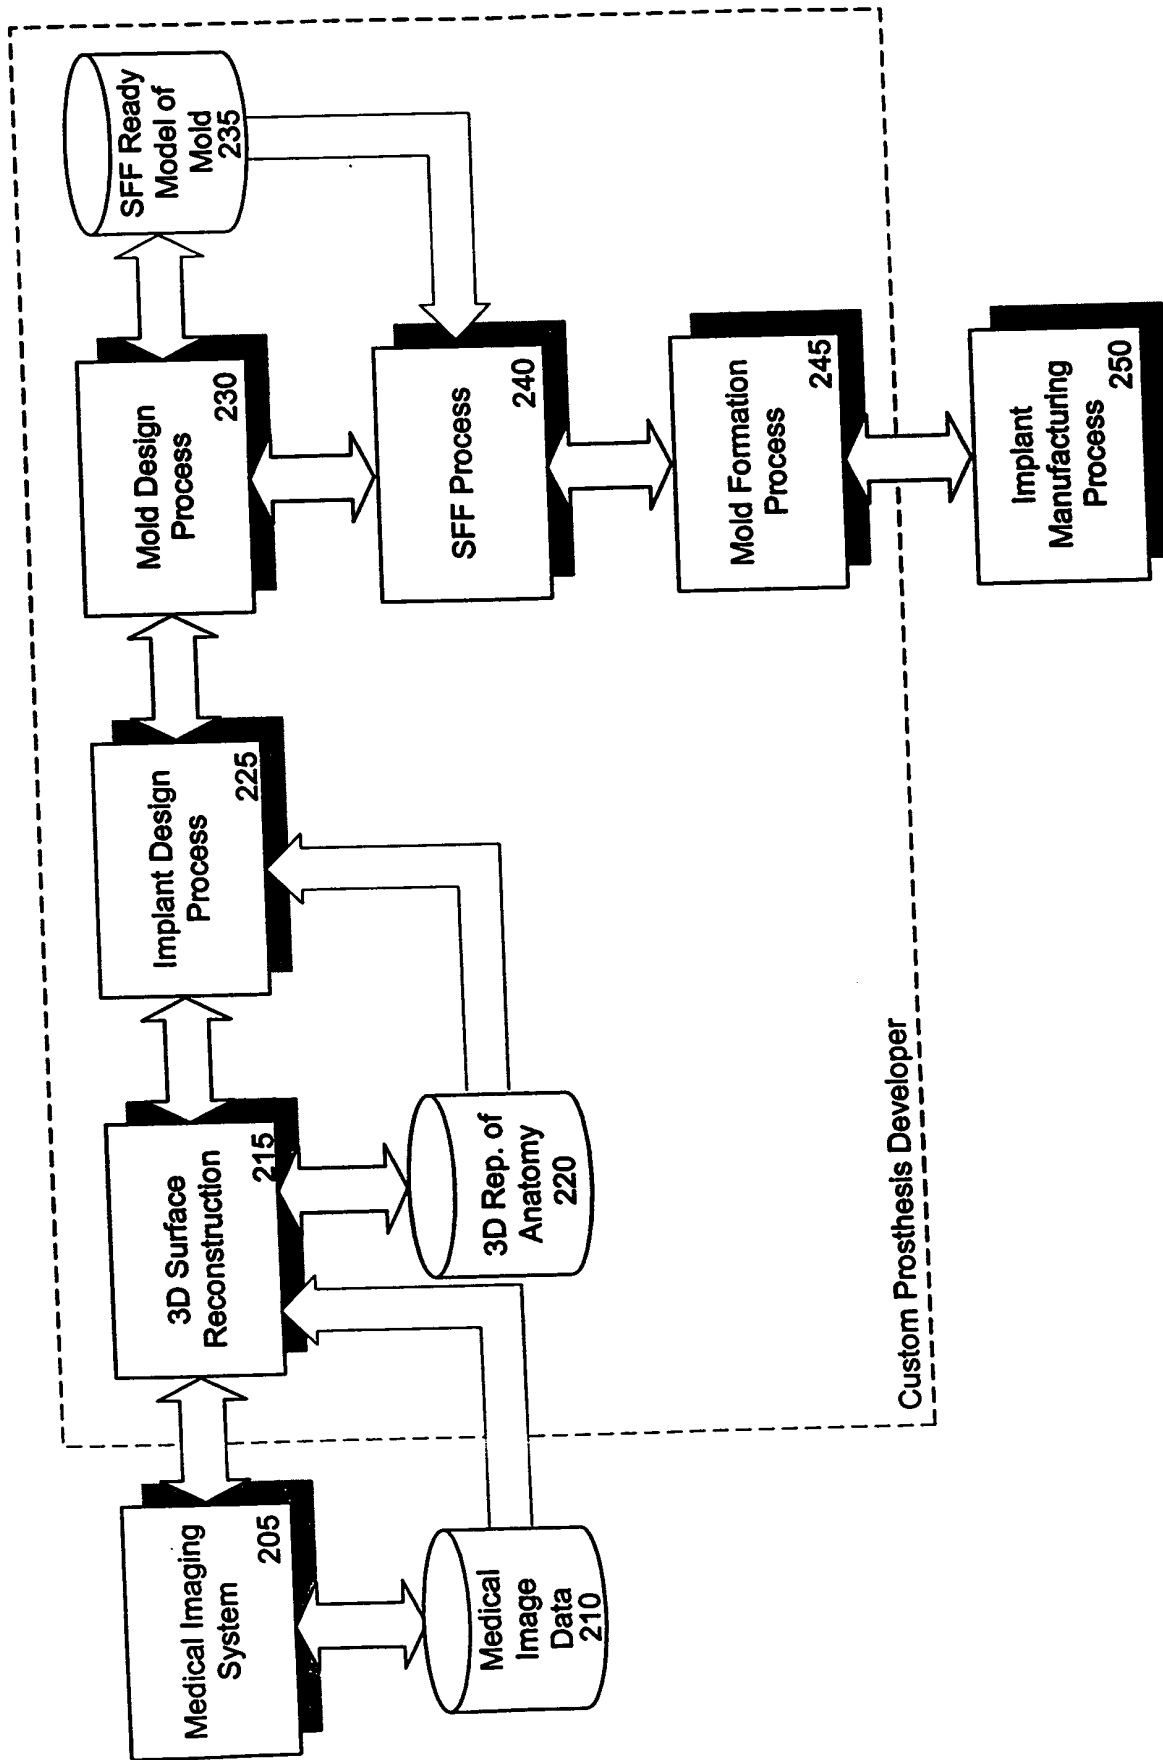 Medical Imaging
System
205
Medical
Image
Data
210
3D Surface
Reconstruction
215
3D Rep. of
Anatomy
220
Implant Design
Process
225
Mold Design
Process
230
SFF Ready
Model of
Mold
235
SFF Process
240
Mold Formation
Process
245
Custom Prosthesis Developer
Implant
Manufacturing
Process
250